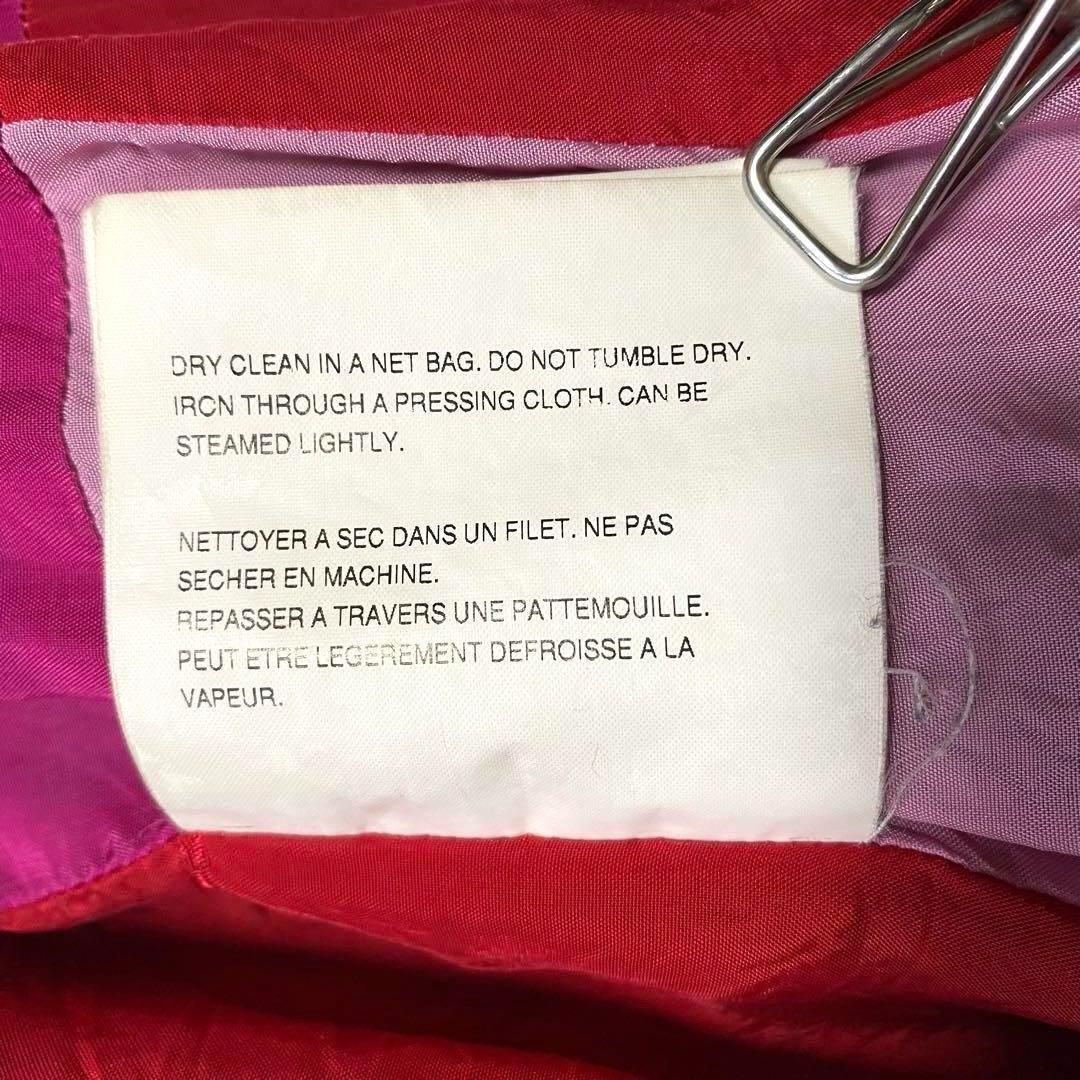 DRY CLEAN IN A NET BAG. DO NOT TUMBLE DRY.
IRON THROUGH A PRESSING CLOTH. CAN BE
STEAMED LIGHTLY.
NETTOYER A SEC DANS UN FILET. NE PAS
SECHER EN MACHINE.
REPASSER A TRAVERS UNE PATTEMOUILLE.
PEUT ETRE LEGEREMENT DEFROISSE A LA
VAPEUR.